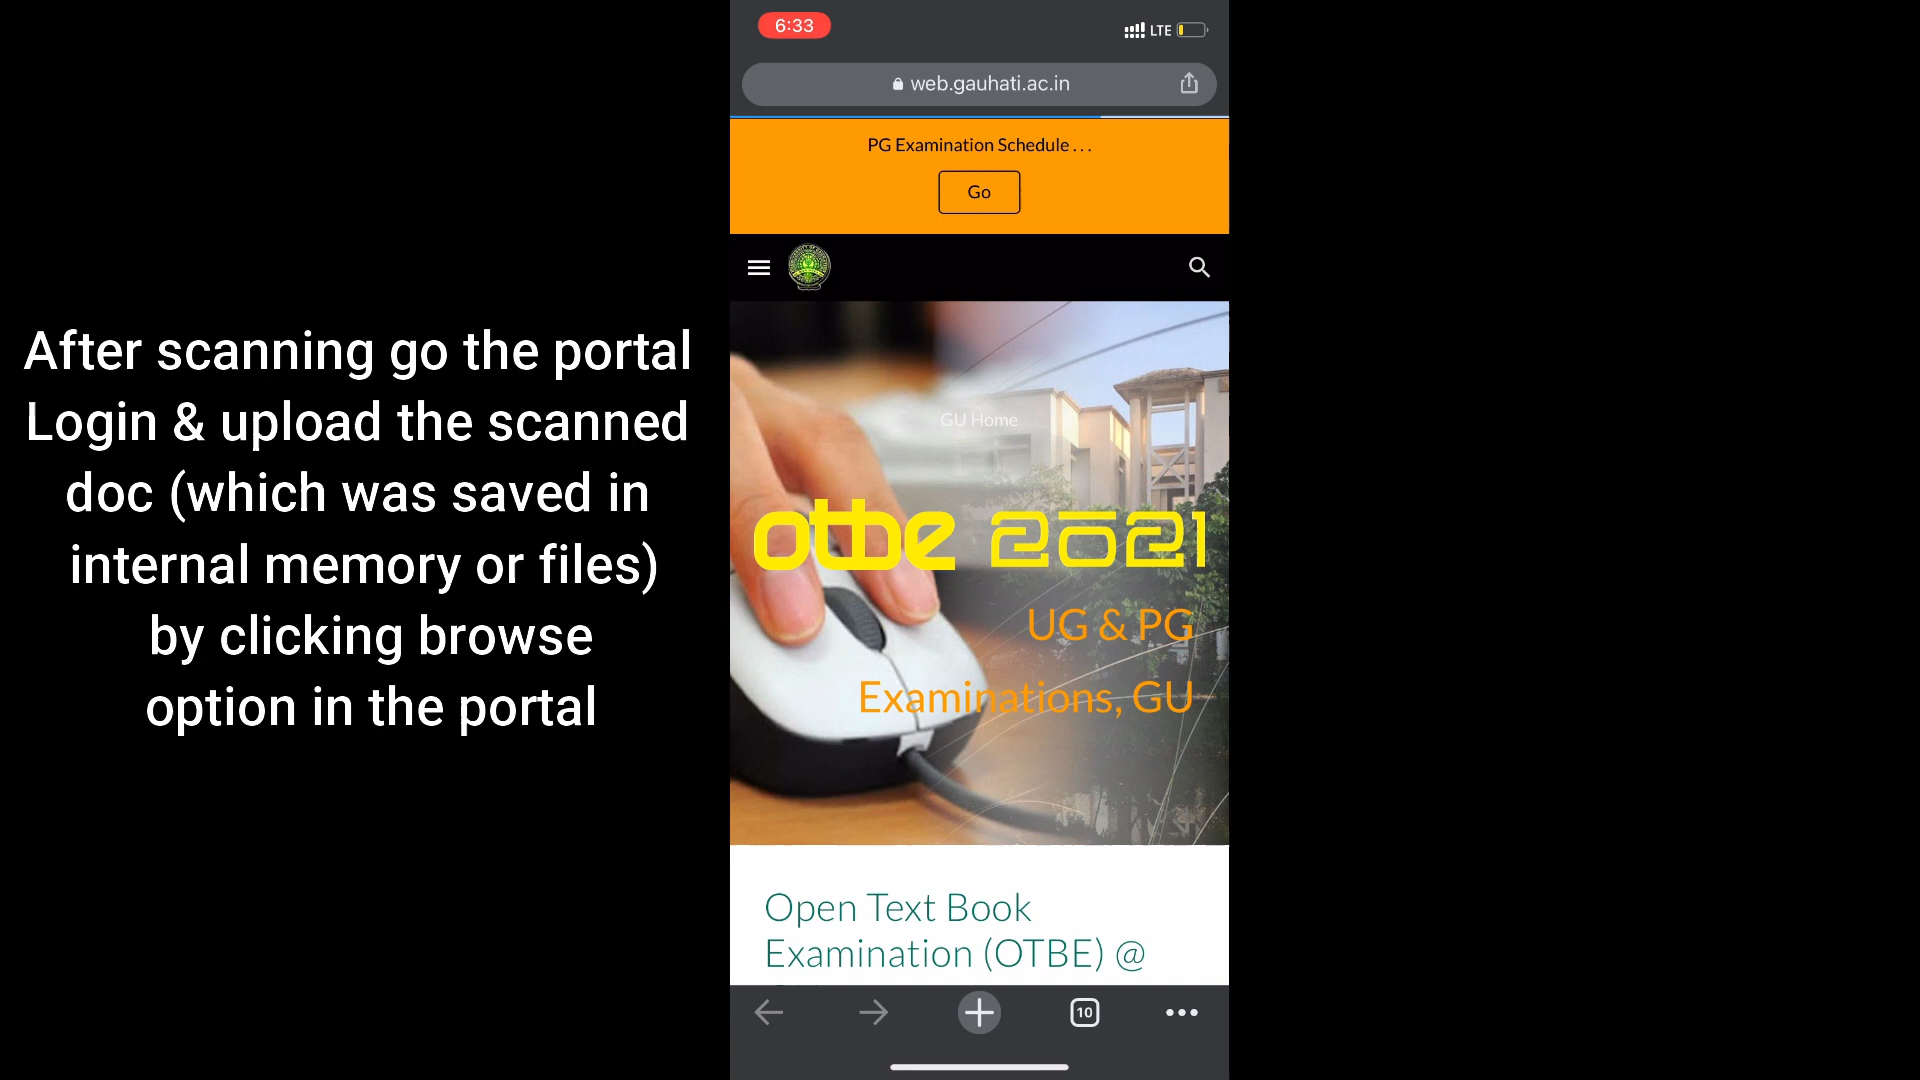 After scanning go the portal
Login & upload the scanned
doc (which was saved in
internal memory or files)
by clicking browse
option in the portal
6:33
LTE
web.gauhati.ac.in
PG Examination Schedule . . .
Go
GU Home
otbe 2021
UG & PG
Examinations, GU
Open Text Book
Examination (OTBE) @
10